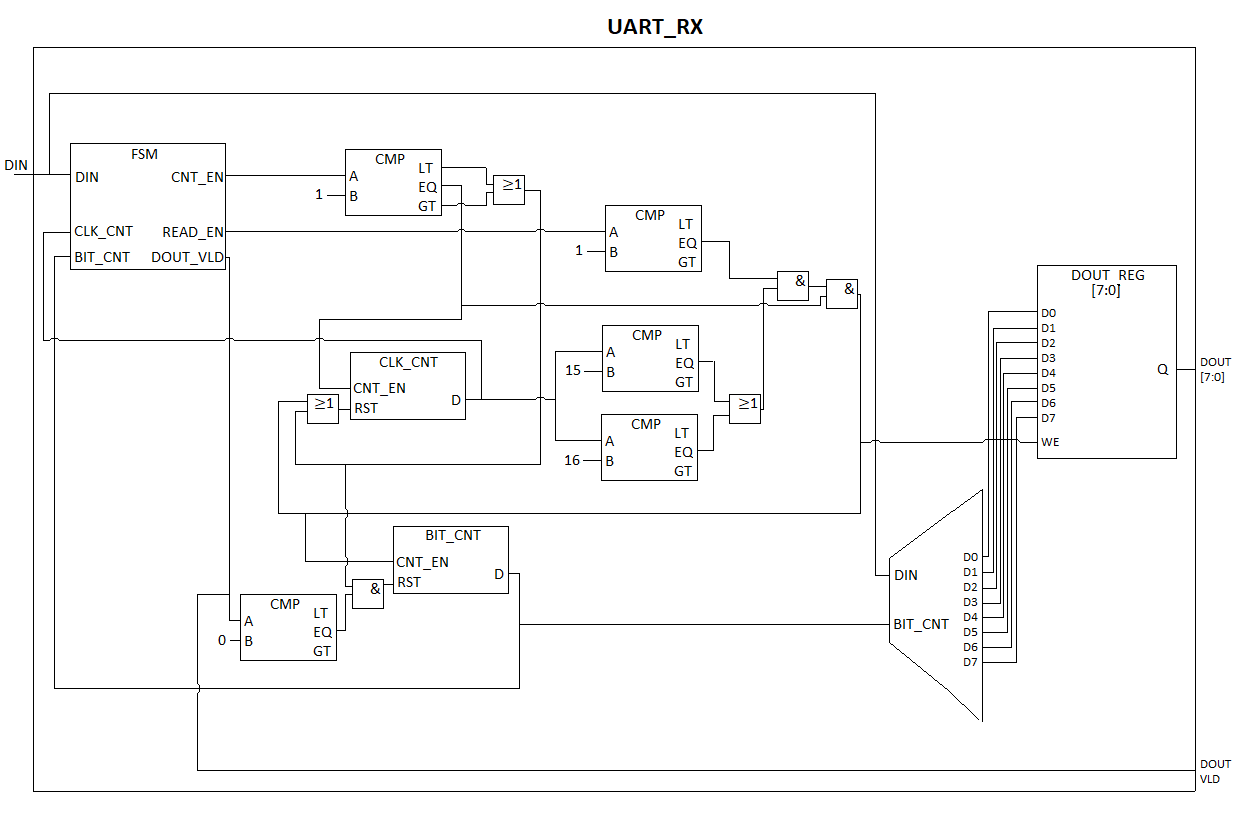 UART_RX
DIN
FSM
DIN
CNT_EN
CLK_CNT
READ_EN
BIT_CNT
DOUT_VLD
CMP
LT
A
EQ
1
B
GT
≥1
CMP
LT
A
EQ
1
B
GT
&
&
CLK_CNT
CNT_EN
≥1
RST
D
CMP
LT
A
EQ
15
B
GT
≥1
CMP
LT
A
EQ
16
B
GT
BIT_CNT
CNT_EN
D
&
RST
CMP
LT
A
EQ
0
B
GT
DIN
BIT_CNT
D0
D1
D2
D3
D4
D5
D6
D7
DOUT_REG
[7:0]
D0
D1
D2
D3
D4
D5
D6
D7
WE
Q
DOUT
[7:0]
DOUT
VLD